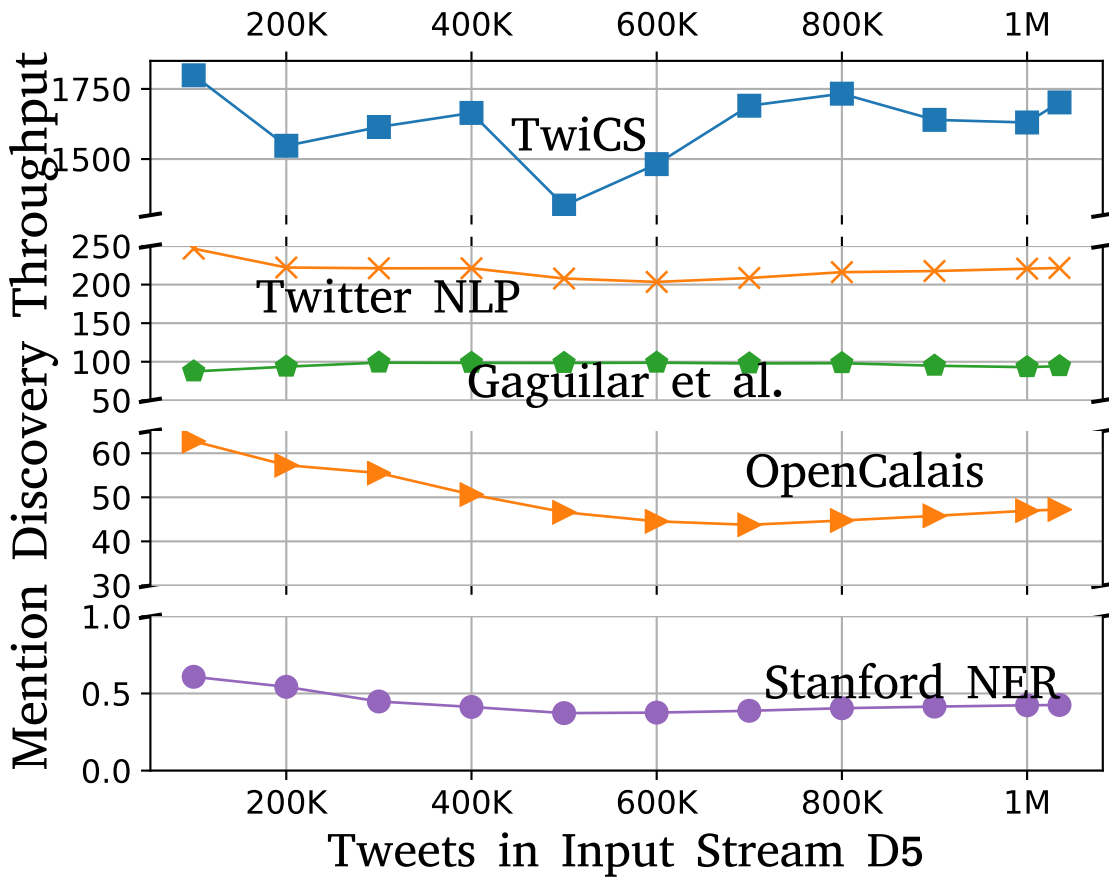 200K 400K 600K 800K 1M
Mention Discovery Throughput
1750
1500
TwiCS
250
200
150
100
50
Twitter NLP
Gaguilar et al.
60
50
40
30
OpenCalais
1.0
0.5
0.0
Stanford NER
200K 400K 600K 800K 1M
Tweets in Input Stream D5